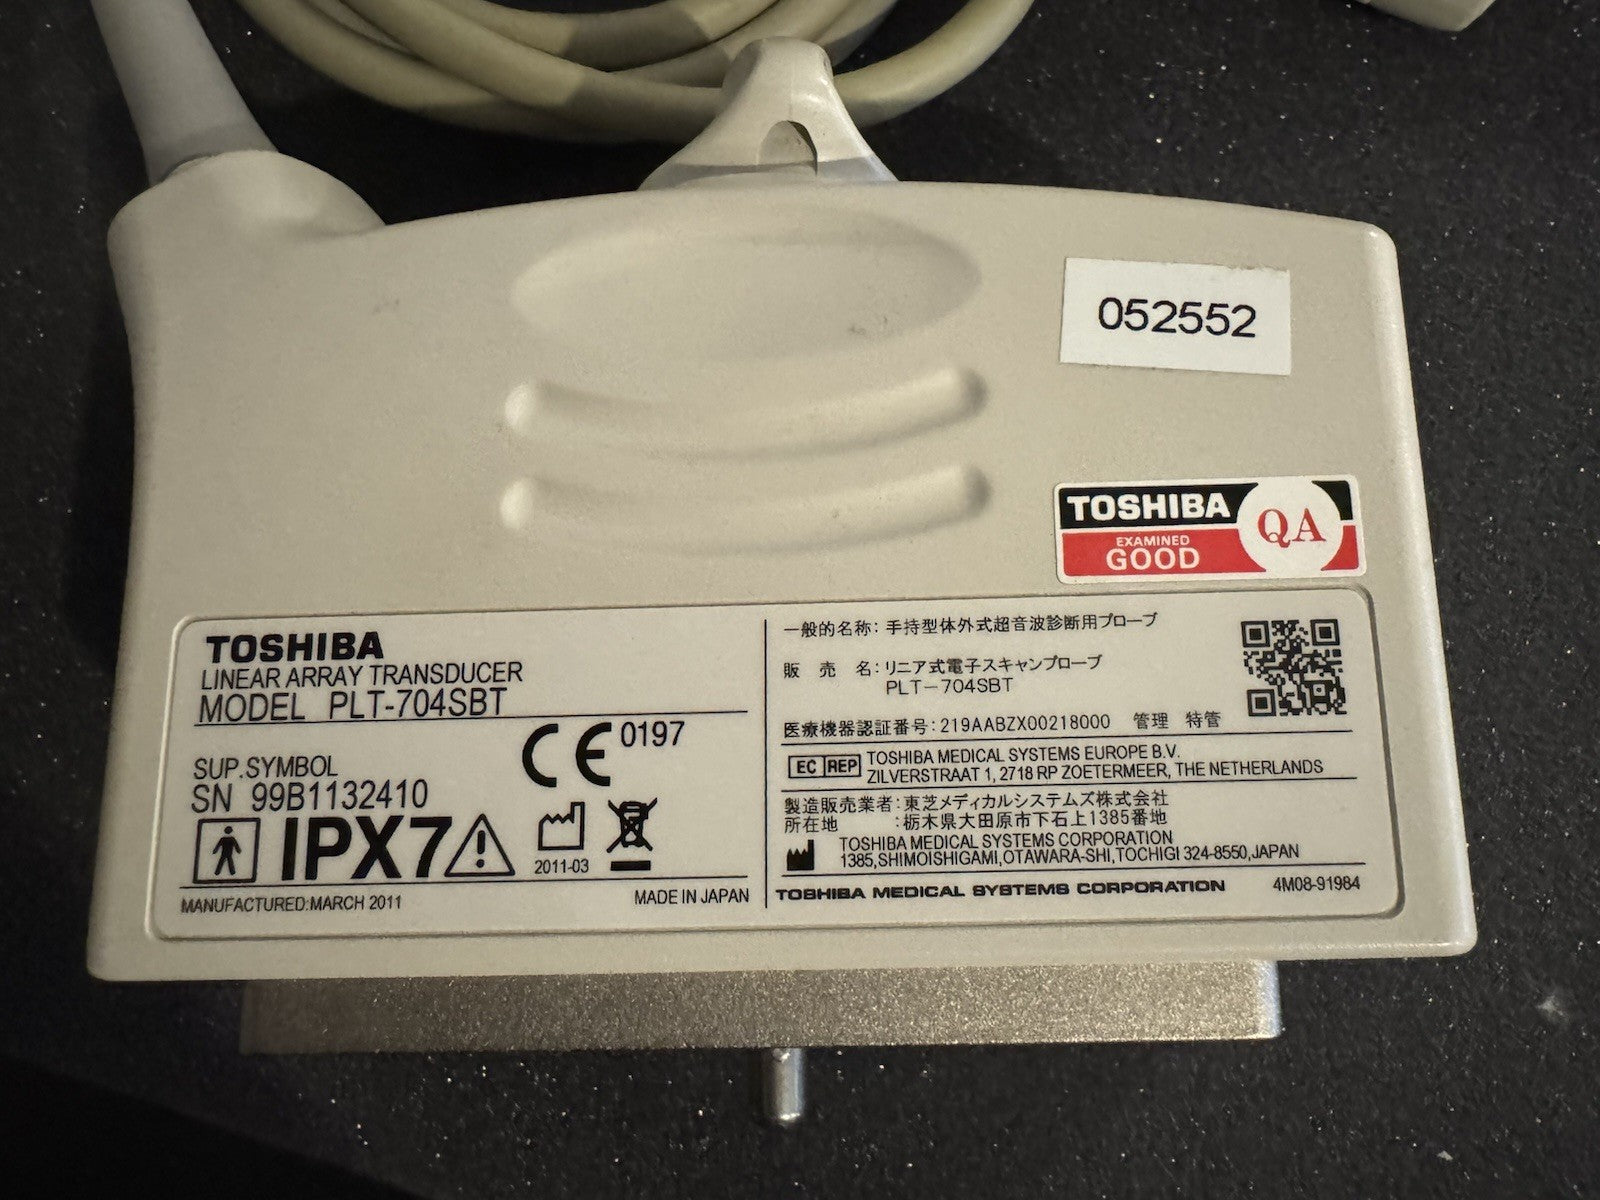 052552
TOSHIBA
EXAMINED
GOOD
QA
TOSHIBA
LINEAR ARRAY TRANSDUCER
MODEL PLT-704SBT
CE 0197
SUP.SYMBOL
SN 99B1132410
IPX7
2011-03
MANUFACTURED:MARCH 2011
MADE IN JAPAN
一般的名称：手持型体外式超音波診断用プローブ
販売名：リニア式電子スキャンプローブ
PLT-704SBT
医療機器認証番号：219AABZX00218000 管理 特管
EC REP TOSHIBA MEDICAL SYSTEMS EUROPE B.V.
ZILVERSTRAAT 1, 2718 RP ZOETERMEER, THE NETHERLANDS
製造販売業者：東芝メディカルシステムズ株式会社
所在地：栃木県大田原市下石上1385番地
TOSHIBA MEDICAL SYSTEMS CORPORATION
1385,SHIMOISHIGAMI,OTAWARA-SHI,TOCHIGI 324-8550,JAPAN
TOSHIBA MEDICAL SYSTEMS CORPORATION
4M08-91984